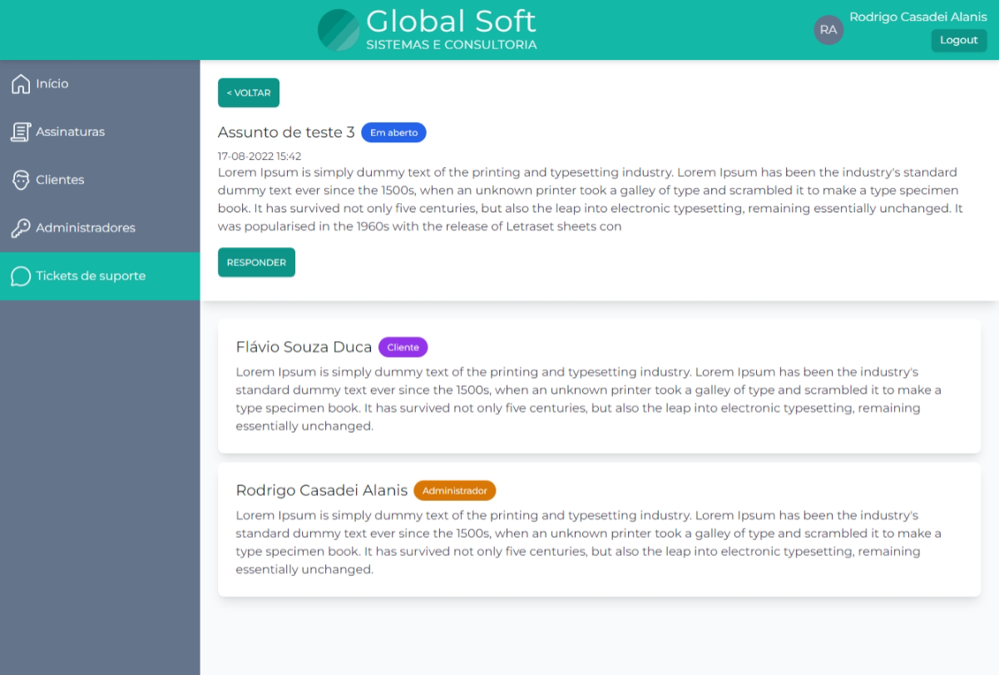 Global Soft
SISTEMAS E CONSULTORIA
RA
Rodrigo Casadei Alanis
Logout
Início
Assinaturas
Clientes
Administradores
Tickets de suporte
< VOLTAR
Assunto de teste 3 Em aberto
17-08-2022 15:42
Lorem Ipsum is simply dummy text of the printing and typesetting industry. Lorem Ipsum has been the industry's standard
dummy text ever since the 1500s, when an unknown printer took a galley of type and scrambled it to make a type specimen
book. It has survived not only five centuries, but also the leap into electronic typesetting, remaining essentially unchanged. It
was popularised in the 1960s with the release of Letraset sheets con
RESPONDER
Flávio Souza Duca Cliente
Lorem Ipsum is simply dummy text of the printing and typesetting industry. Lorem Ipsum has been the industry's
standard dummy text ever since the 1500s, when an unknown printer took a galley of type and scrambled it to make a
type specimen book. It has survived not only five centuries, but also the leap into electronic typesetting, remaining
essentially unchanged.
Rodrigo Casadei Alanis Administrador
Lorem Ipsum is simply dummy text of the printing and typesetting industry. Lorem Ipsum has been the industry's
standard dummy text ever since the 1500s, when an unknown printer took a galley of type and scrambled it to make a
type specimen book. It has survived not only five centuries, but also the leap into electronic typesetting, remaining
essentially unchanged.